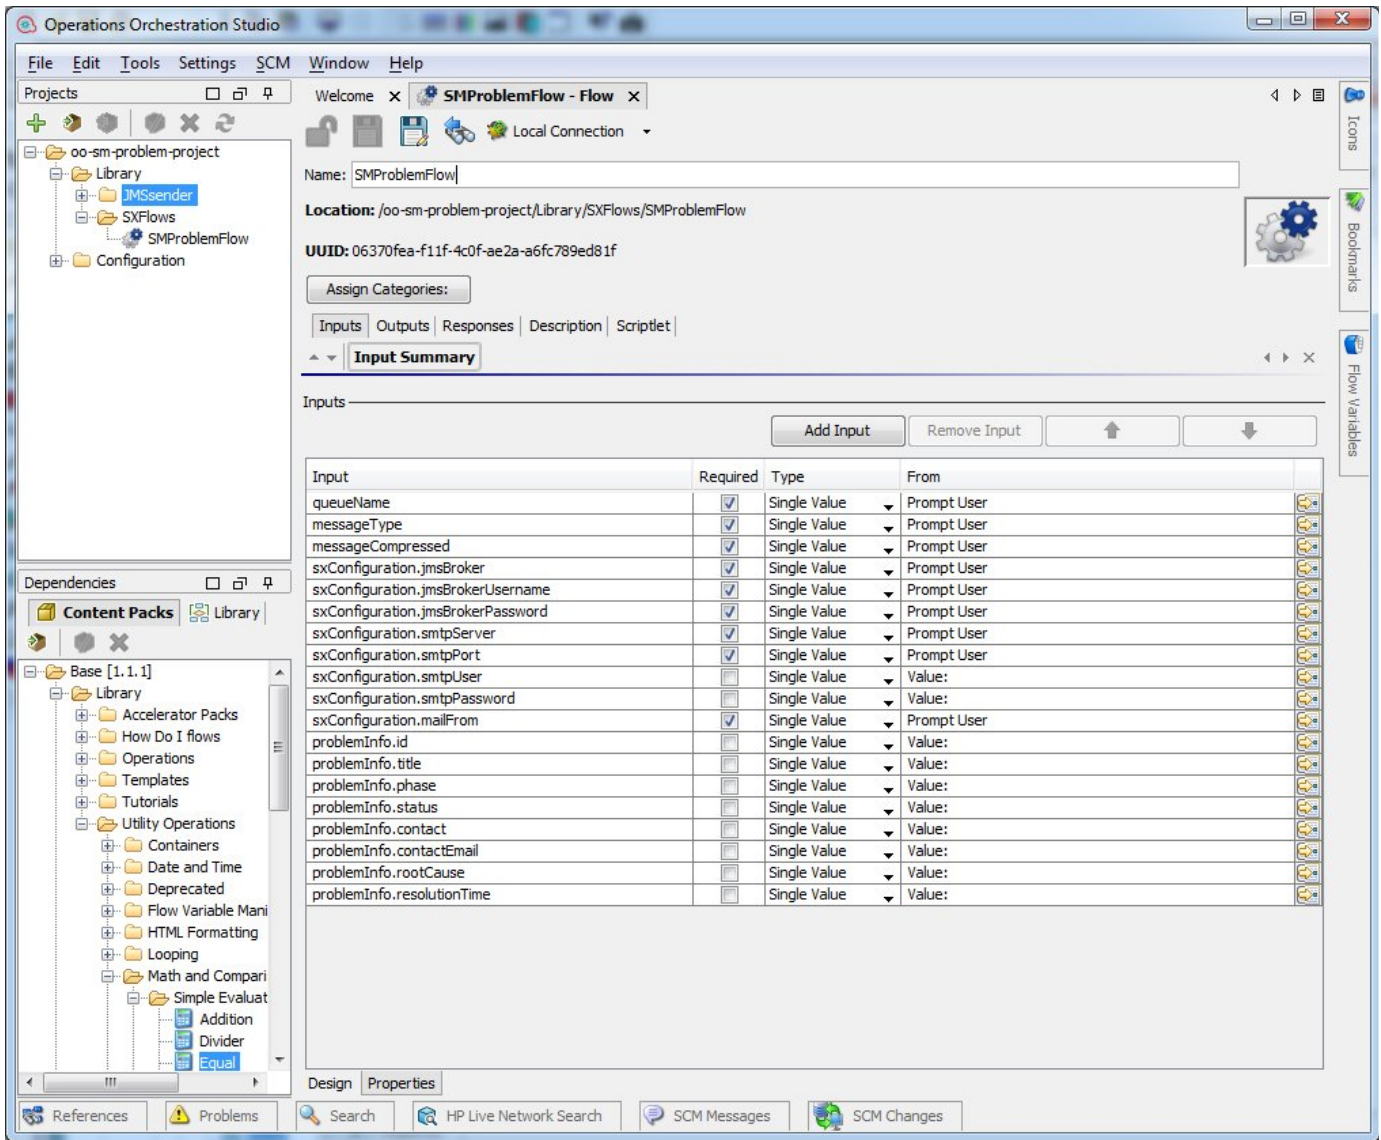 Operations Orchestration Studio
File Edit Tools Settings SCM Window Help
Projects
Welcome X SMProblemFlow - Flow X
Local Connection
oo-sm-problem-project
Library
JMSsender
SXFlows
SMProblemFlow
Configuration
Name: SMProblemFlow
Location: /oo-sm-problem-project/Library/SXFlows/SMProblemFlow
UUID: 06370fea-f11f-4c0f-ae2a-a6fc789ed81f
Assign Categories:
Inputs Outputs Responses Description Scriptlet
Input Summary
Inputs
Add Input Remove Input
Input Required Type From
queueName Single Value Prompt User
messageType Single Value Prompt User
messageCompressed Single Value Prompt User
sxConfiguration.jmsBroker Single Value Prompt User
sxConfiguration.jmsBrokerUsername Single Value Prompt User
sxConfiguration.jmsBrokerPassword Single Value Prompt User
sxConfiguration.smtpServer Single Value Prompt User
sxConfiguration.smtpPort Single Value Prompt User
sxConfiguration.smtpUser Single Value Value:
sxConfiguration.smtpPassword Single Value Value:
sxConfiguration.mailFrom Single Value Prompt User
problemInfo.id Single Value Value:
problemInfo.title Single Value Value:
problemInfo.phase Single Value Value:
problemInfo.status Single Value Value:
problemInfo.contact Single Value Value:
problemInfo.contactEmail Single Value Value:
problemInfo.rootCause Single Value Value:
problemInfo.resolutionTime Single Value Value:
Icons
Bookmarks
Flow Variables
Dependencies
Content Packs Library
Base [1.1.1]
Library
Accelerator Packs
How Do I flows
Operations
Templates
Tutorials
Utility Operations
Containers
Date and Time
Deprecated
Flow Variable Mani
HTML Formatting
Looping
Math and Compari
Simple Evaluat
Addition
Divider
Equal
Design Properties
References Problems Search HP Live Network Search SCM Messages SCM Changes